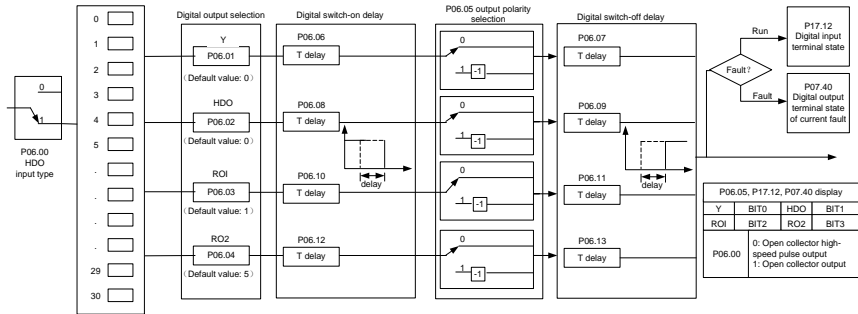 Digital output selection
Digital switch-on delay
P06.05 output polarity
selection
Digital switch-off delay
0
1
2
3
4
5
.
.
.
.
29
30
0
1
P06.00
HDO
input type
Y
P06.01
(Default value: 0)
HDO
P06.02
(Default value: 0)
ROI
P06.03
(Default value: 1)
RO2
P06.04
(Default value: 5)
P06.06
T delay
P06.08
T delay
delay
P06.10
T delay
P06.12
T delay
0
1
-1
0
1
-1
0
1
-1
0
1
-1
P06.07
T delay
P06.09
T delay
delay
P06.11
T delay
P06.13
T delay
Run
Fault?
Fault
P17.12
Digital input
terminal state
P07.40
Digital output
terminal state
of current fault
P06.05, P17.12, P07.40 display
Y BIT0 HDO BIT1
ROI BIT2 RO2 BIT3
P06.00
0: Open collector high-
speed pulse output
1: Open collector output